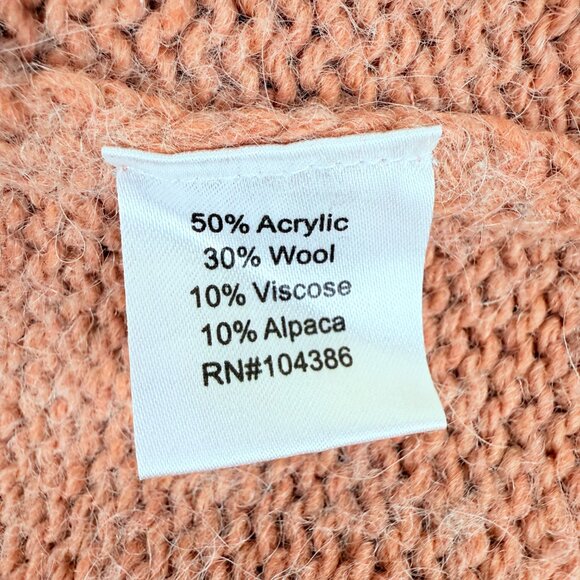 50% Acrylic
30% Wool
10% Viscose
10% Alpaca
RN#104386